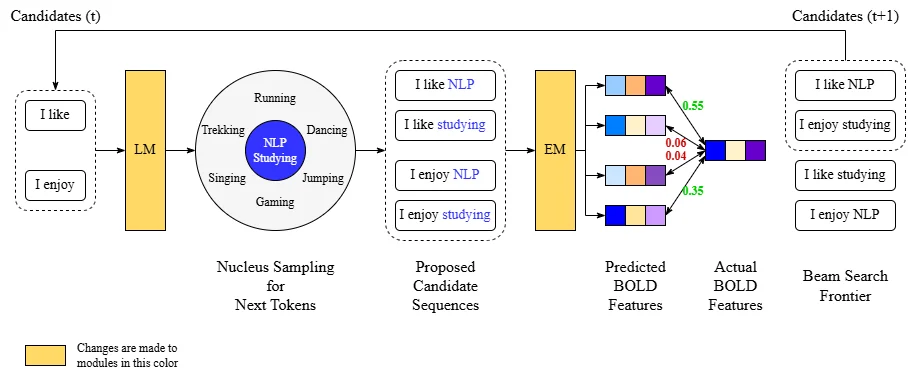 Candidates (t)
Candidates (t+1)
I like
I enjoy
LM
Running
Trekking
Dancing
NLP
Studying
Singing
Jumping
Gaming
I like NLP
I like studying
I enjoy NLP
I enjoy studying
EM
0.55
0.06
0.04
0.35
I like NLP
I enjoy studying
I like studying
I enjoy NLP
Nucleus Sampling
for
Next Tokens
Proposed
Candidate
Sequences
Predicted
BOLD
Features
Actual
BOLD
Features
Beam Search
Frontier
Changes are made to
modules in this color